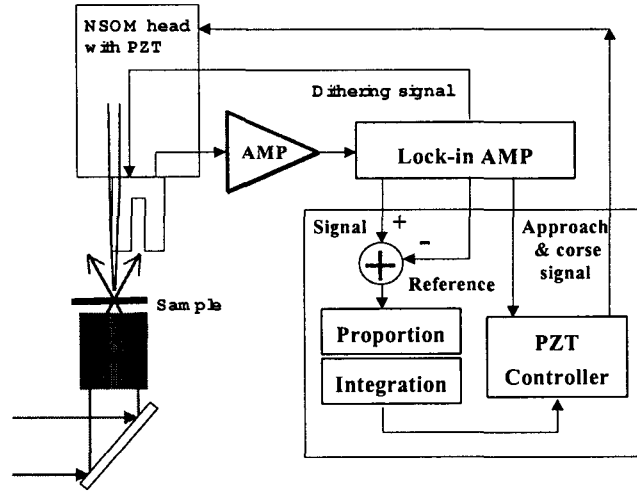 NSOM head
with PZT
Dithering signal
AMP
Lock-in AMP
Signal
+
-
Reference
Approach
& corse
signal
Sample
Proportion
Integration
PZT
Controller